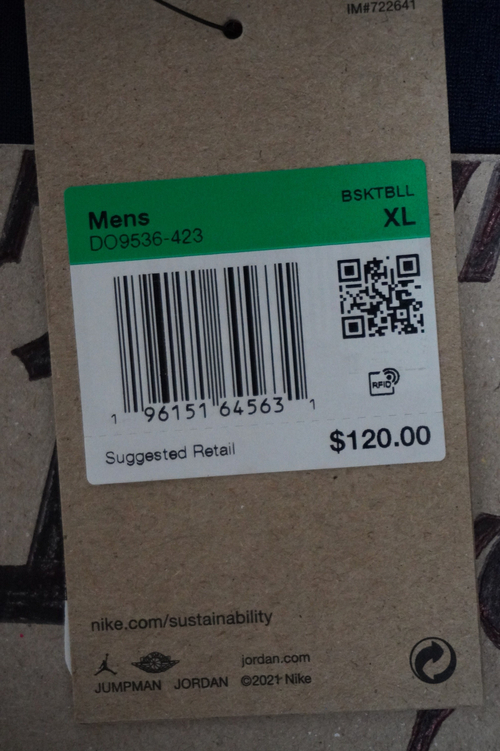 IM#722641
Mens
BSKTBLL
DO9536-423
XL
RFID
1 96151 64563 1
Suggested Retail
$120.00
nike.com/sustainability
jordan.com
JUMPMAN JORDAN ©2021 Nike